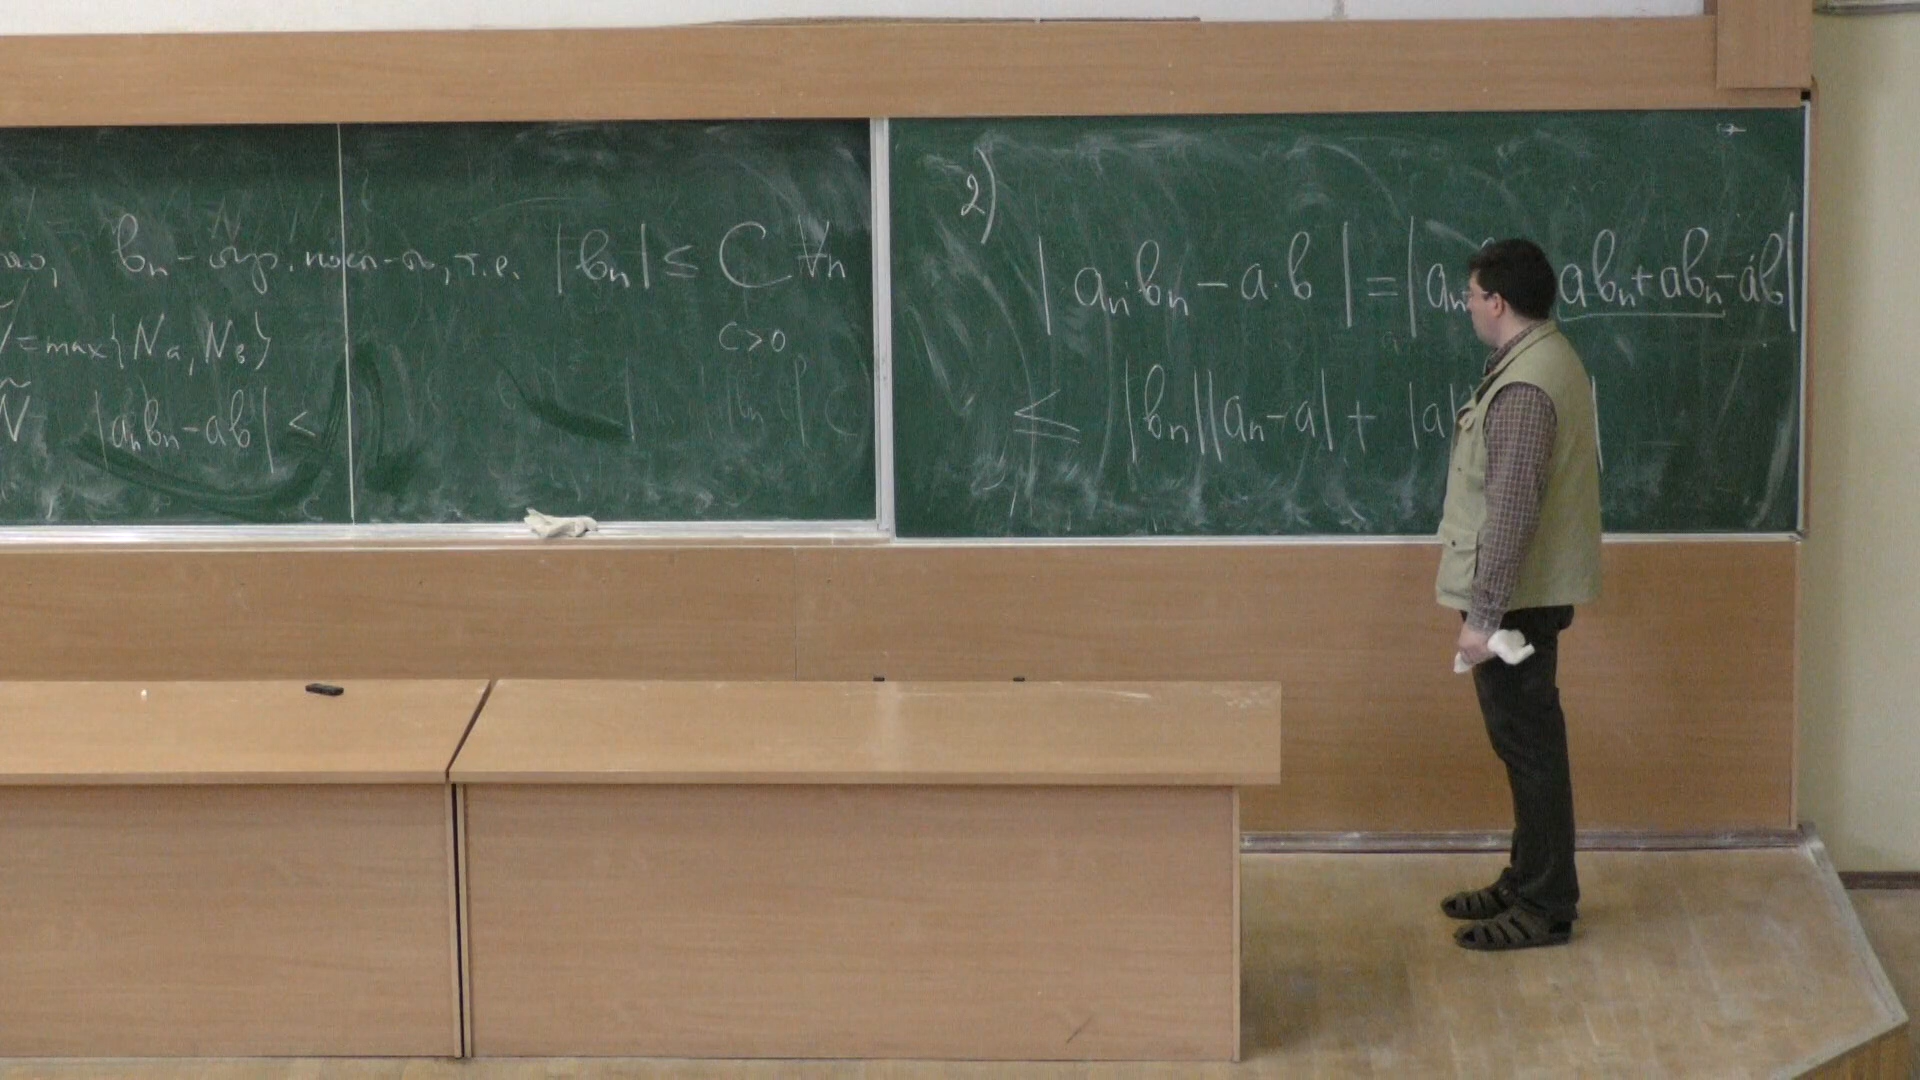 bₙ - огр. посл-ть, т.е. |bₙ| ≤ C ∀n
= max{Nₐ, N_b}
C>0
Ñ |aₙbₙ - ab| <
2)
|aₙ·bₙ - a·b| = |aₙ abₙ + abₙ - ab|
≤ |bₙ||aₙ - a| + |a|